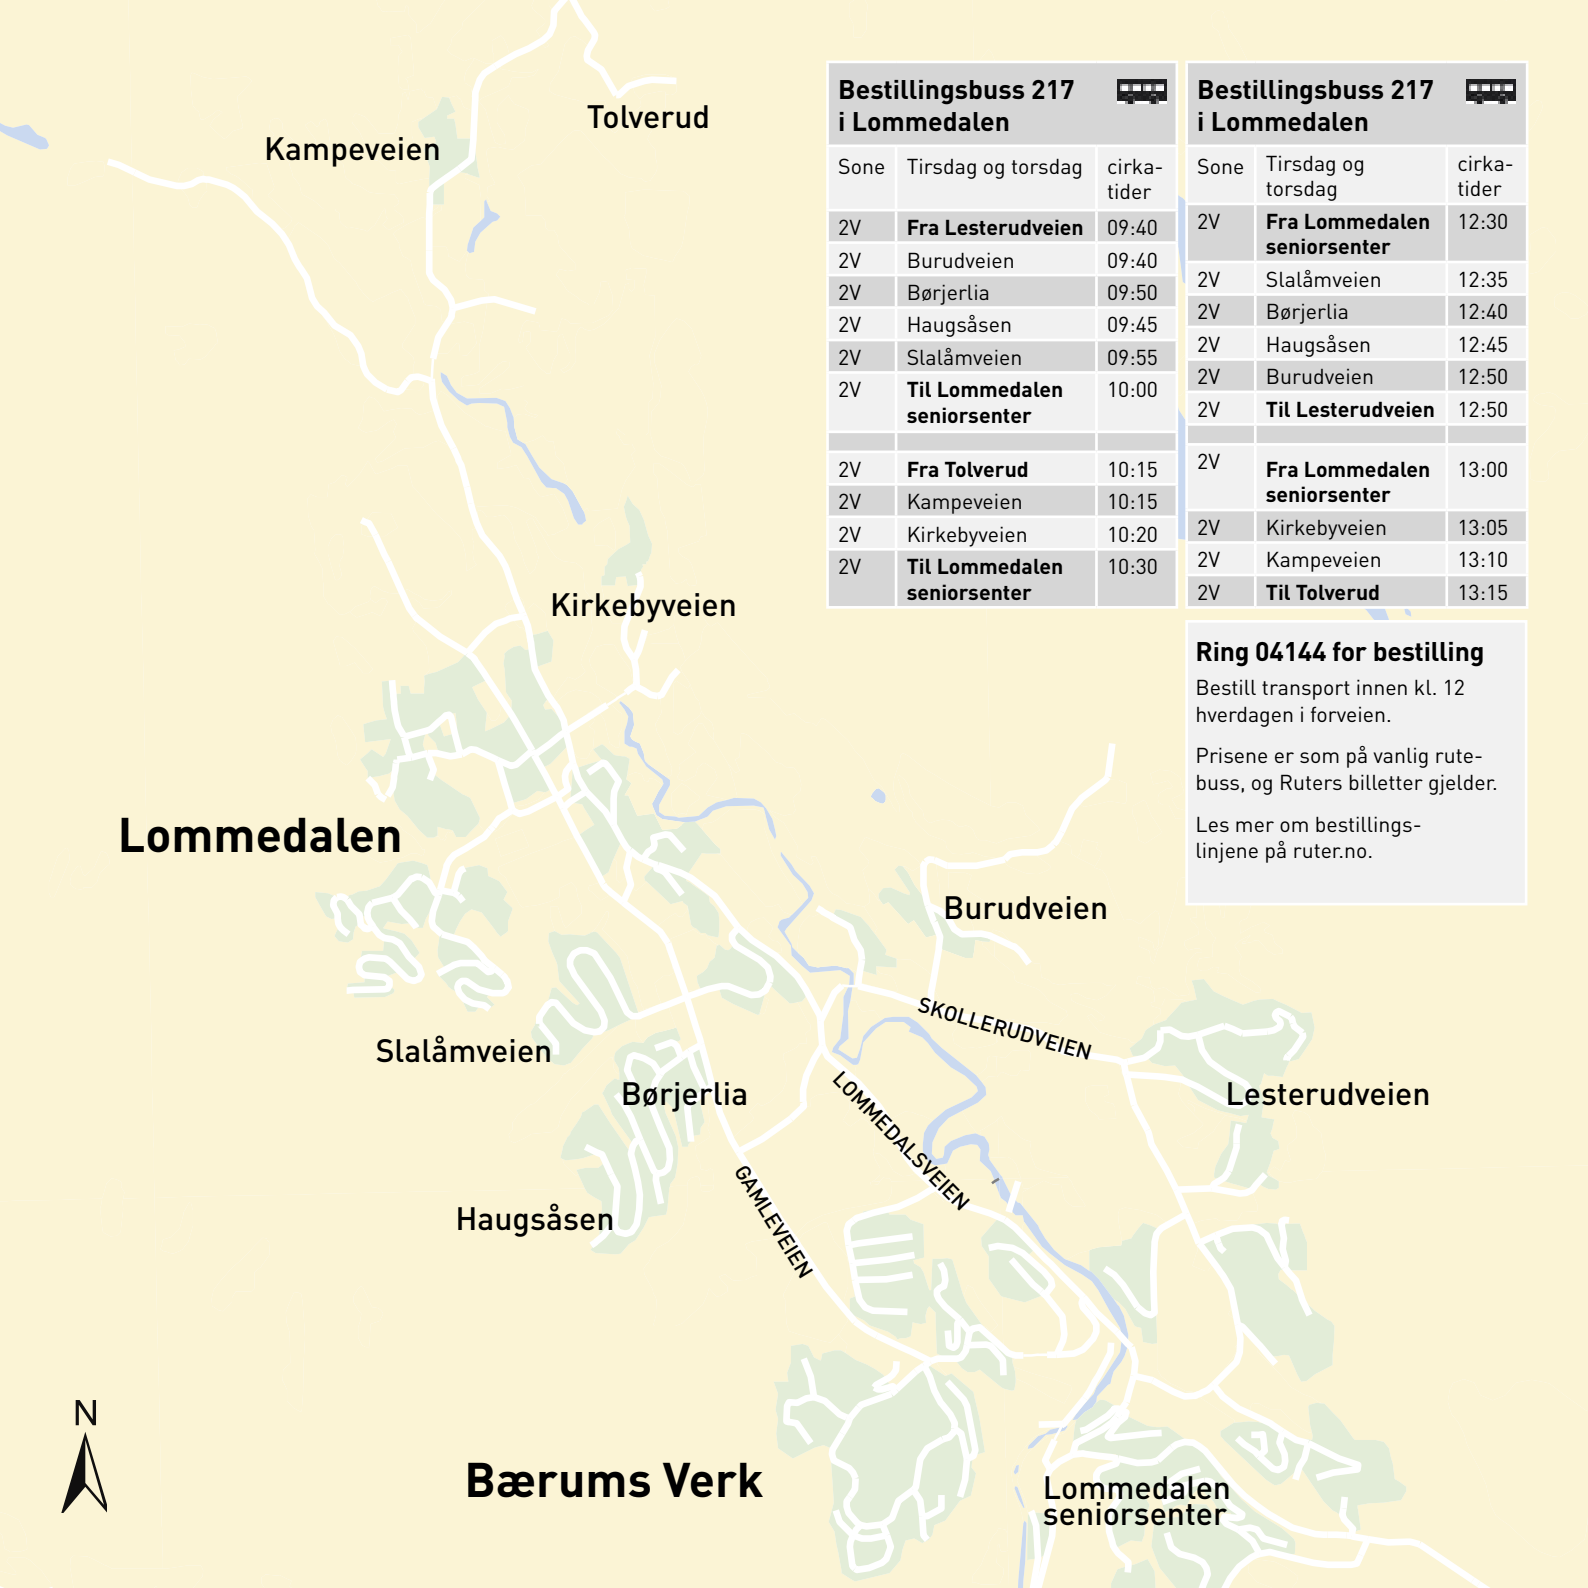 Tolverud
Kampeveien
Kirkebyveien
Lommedalen
Burudveien
SKOLLERUDVEIEN
Slalåmveien
Børjerlia
LOMMEDALSVEIEN
Lesterudveien
GAMLEVEIEN
Haugsåsen
N
Bærums Verk
Lommedalen
seniorsenter
Bestillingsbuss 217
i Lommedalen
Sone Tirsdag og torsdag cirka-
tider
2V Fra Lesterudveien 09:40
2V Burudveien 09:40
2V Børjerlia 09:50
2V Haugsåsen 09:45
2V Slalåmveien 09:55
2V Til Lommedalen 10:00
seniorsenter
2V Fra Tolverud 10:15
2V Kampeveien 10:15
2V Kirkebyveien 10:20
2V Til Lommedalen 10:30
seniorsenter
Bestillingsbuss 217
i Lommedalen
Sone Tirsdag og cirka-
torsdag tider
2V Fra Lommedalen 12:30
seniorsenter
2V Slalåmveien 12:35
2V Børjerlia 12:40
2V Haugsåsen 12:45
2V Burudveien 12:50
2V Til Lesterudveien 12:50
2V Fra Lommedalen 13:00
seniorsenter
2V Kirkebyveien 13:05
2V Kampeveien 13:10
2V Til Tolverud 13:15
Ring 04144 for bestilling
Bestill transport innen kl. 12
hverdagen i forveien.
Prisene er som på vanlig rute-
buss, og Ruters billetter gjelder.
Les mer om bestillings-
linjene på ruter.no.